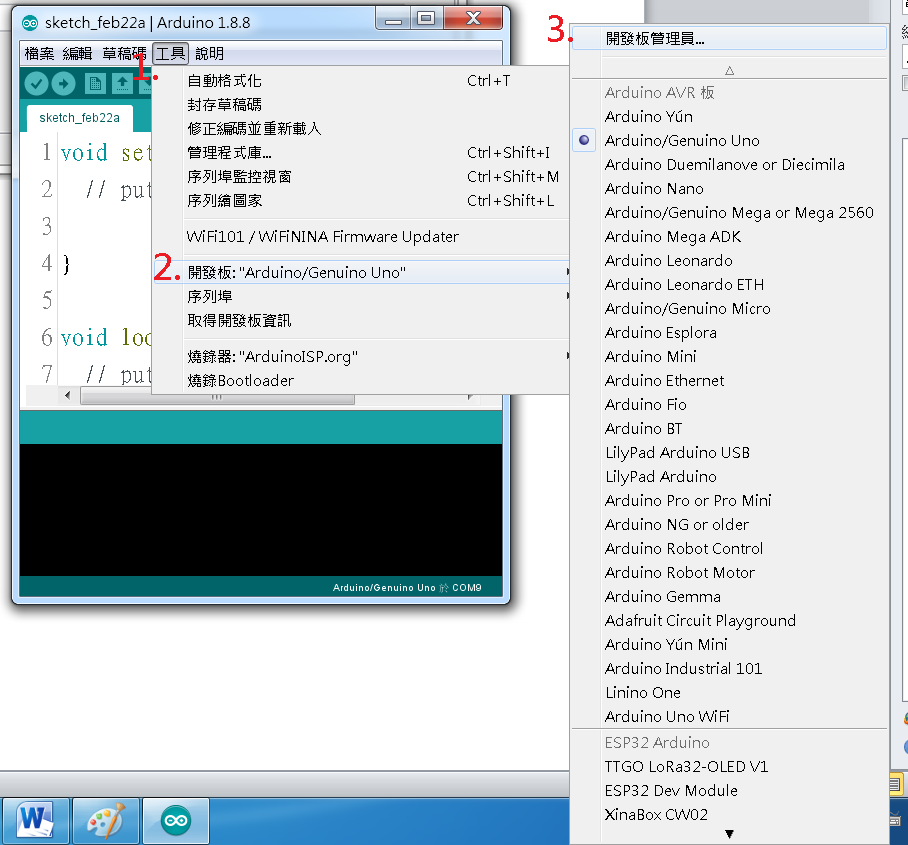 sketch_feb22a | Arduino 1.8.8
檔案 編輯 草稿碼 工具 說明
1.
sketch_feb22a
1 void set
2 // put
3
4 }
5
6 void loo
7 // put
自動格式化 Ctrl+T
封存草稿碼
修正編碼並重新載入
管理程式庫... Ctrl+Shift+I
序列埠監控視窗 Ctrl+Shift+M
序列繪圖家 Ctrl+Shift+L
WiFi101 / WiFiNINA Firmware Updater
2. 開發板: "Arduino/Genuino Uno"
序列埠
取得開發板資訊
燒錄器: "ArduinoISP.org"
燒錄Bootloader
Arduino/Genuino Uno 於 COM9
3. 開發板管理員...
Arduino AVR 板
Arduino Yún
Arduino/Genuino Uno
Arduino Duemilanove or Diecimila
Arduino Nano
Arduino/Genuino Mega or Mega 2560
Arduino Mega ADK
Arduino Leonardo
Arduino Leonardo ETH
Arduino/Genuino Micro
Arduino Esplora
Arduino Mini
Arduino Ethernet
Arduino Fio
Arduino BT
LilyPad Arduino USB
LilyPad Arduino
Arduino Pro or Pro Mini
Arduino NG or older
Arduino Robot Control
Arduino Robot Motor
Arduino Gemma
Adafruit Circuit Playground
Arduino Yún Mini
Arduino Industrial 101
Linino One
Arduino Uno WiFi
ESP32 Arduino
TTGO LoRa32-OLED V1
ESP32 Dev Module
XinaBox CW02
W